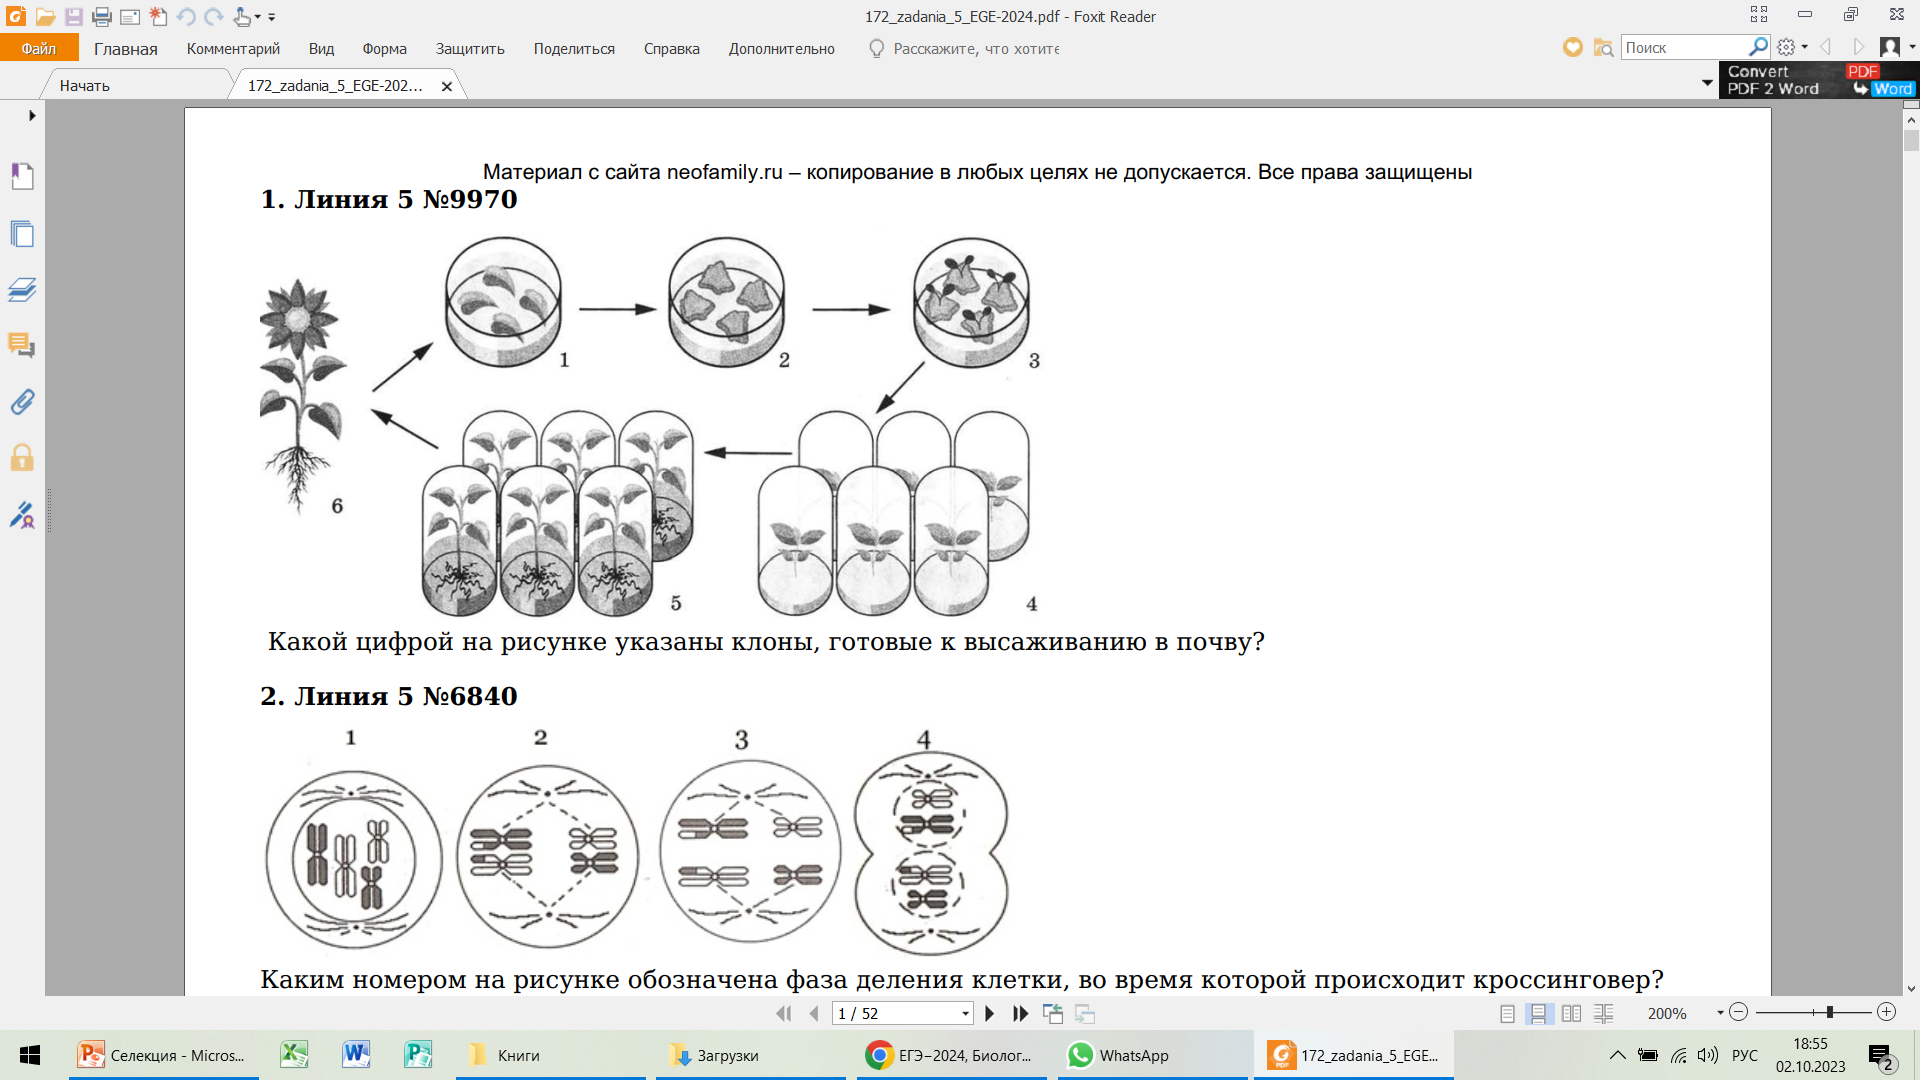 172_zadania_5_EGE-2024.pdf - Foxit Reader
Файл Главная Комментарий Вид Форма Защитить Поделиться Справка Дополнительно Расскажите, что хотите Поиск
Начать 172_zadania_5_EGE-202...
Convert PDF
PDF 2 Word Word
Материал с сайта neofamily.ru – копирование в любых целях не допускается. Все права защищены
1. Линия 5 №9970
1 2 3
6
5 4
Какой цифрой на рисунке указаны клоны, готовые к высаживанию в почву?
2. Линия 5 №6840
1 2 3 4
Каким номером на рисунке обозначена фаза деления клетки, во время которой происходит кроссинговер?
1 / 52 200%
Селекция - Micros... Книги Загрузки ЕГЭ–2024, Биолог... WhatsApp 172_zadania_5_EGE... РУС 18:55
02.10.2023 2